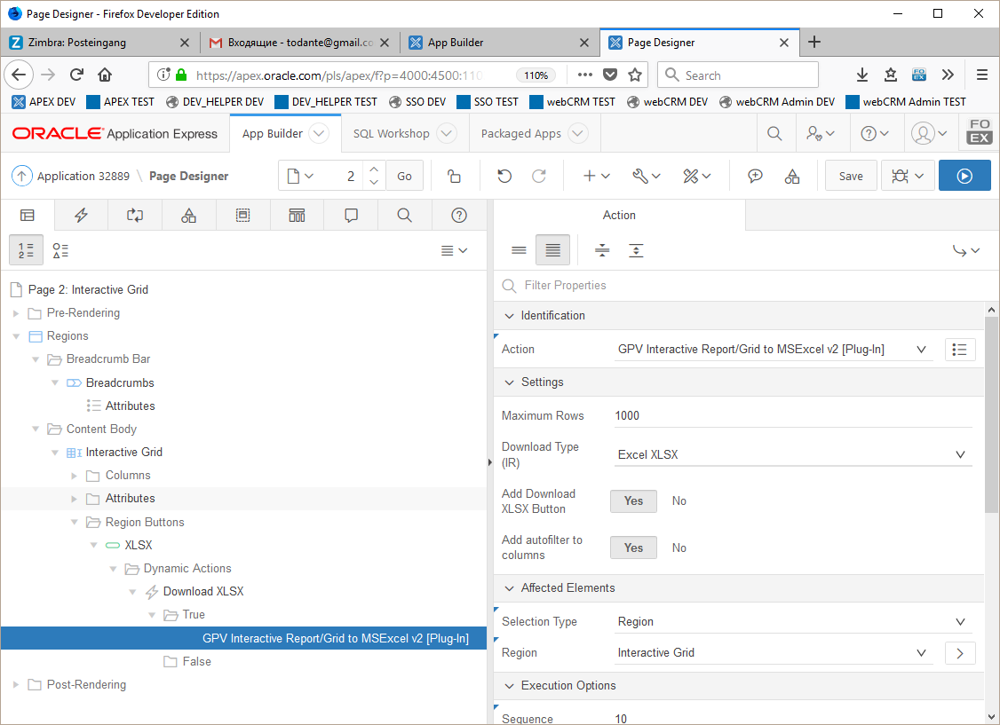 Page Designer - Firefox Developer Edition
Zimbra: Posteingang
Входящие - todante@gmail.co
App Builder
Page Designer
https://apex.oracle.com/pls/apex/f?p=4000:4500:110
110%
Search
APEX DEV
APEX TEST
DEV_HELPER DEV
DEV_HELPER TEST
SSO DEV
SSO TEST
webCRM TEST
webCRM DEV
webCRM Admin DEV
webCRM Admin TEST
ORACLE Application Express
App Builder
SQL Workshop
Packaged Apps
FO
EX
Application 32889 \ Page Designer
2
Go
Save
Page 2: Interactive Grid
Pre-Rendering
Regions
Breadcrumb Bar
Breadcrumbs
Attributes
Content Body
Interactive Grid
Columns
Attributes
Region Buttons
XLSX
Dynamic Actions
Download XLSX
True
GPV Interactive Report/Grid to MSExcel v2 [Plug-In]
False
Post-Rendering
Action
Filter Properties
Identification
Action GPV Interactive Report/Grid to MSExcel v2 [Plug-In]
Settings
Maximum Rows 1000
Download Type
(IR)
Excel XLSX
Add Download
XLSX Button
Yes No
Add autofilter to
columns
Yes No
Affected Elements
Selection Type Region
Region Interactive Grid
Execution Options
Sequence 10